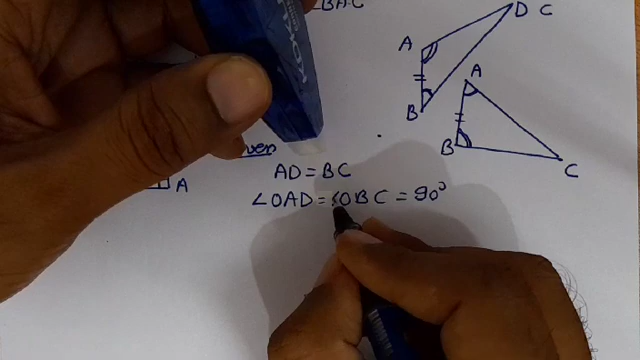 ∠BAC
D C
A
B
A
B
C
AD = BC
A
∠OAD = ∠OBC = 90°